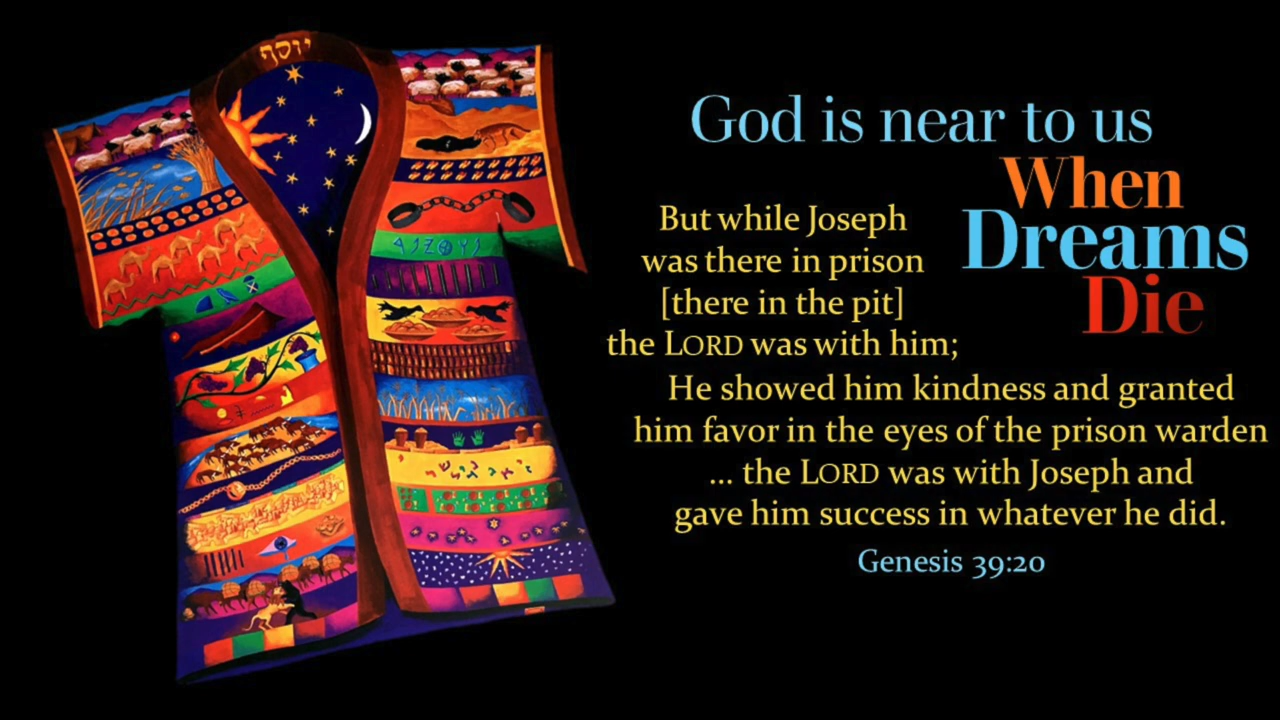 יוסף
God is near to us
When
Dreams
Die
But while Joseph
was there in prison
[there in the pit]
the LORD was with him;
He showed him kindness and granted
him favor in the eyes of the prison warden
... the LORD was with Joseph and
gave him success in whatever he did.
Genesis 39:20